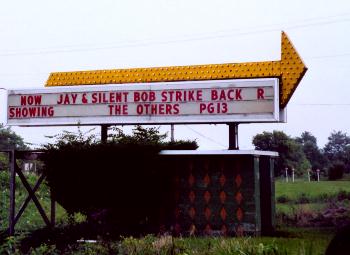 NOW JAY & SILENT BOB STRIKE BACK R
SHOWING THE OTHERS PG13